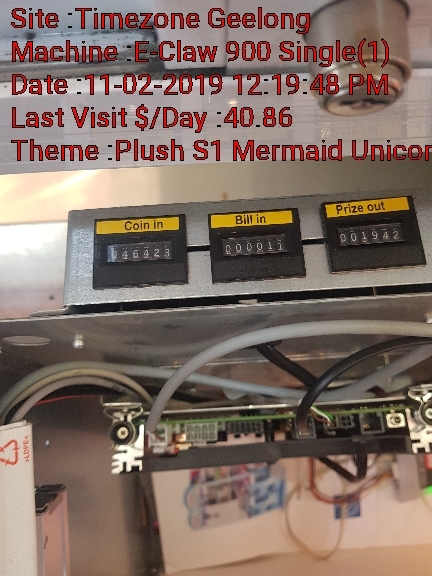 Site :Timezone Geelong
Machine :E-Claw 900 Single(1)
Date :11-02-2019 12:19:48 PM
Last Visit $/Day :40.86
Theme :Plush S1 Mermaid Unicor
Coin in Bill in Prize out
046423 000011 001942
>LDPE<